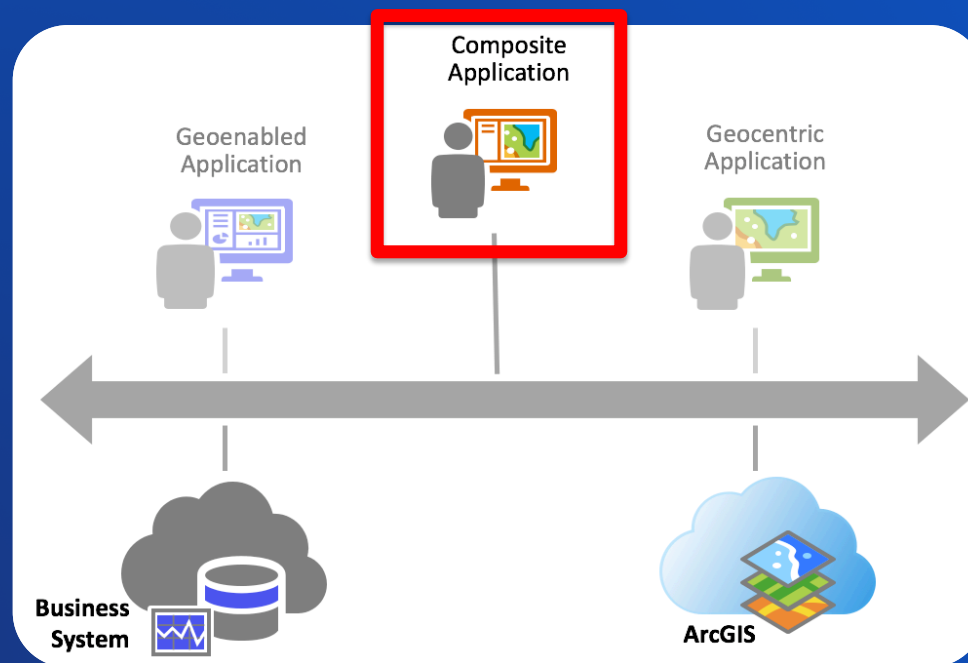 Composite
Application
Geoenabled
Application
Geocentric
Application
Business
System
ArcGIS